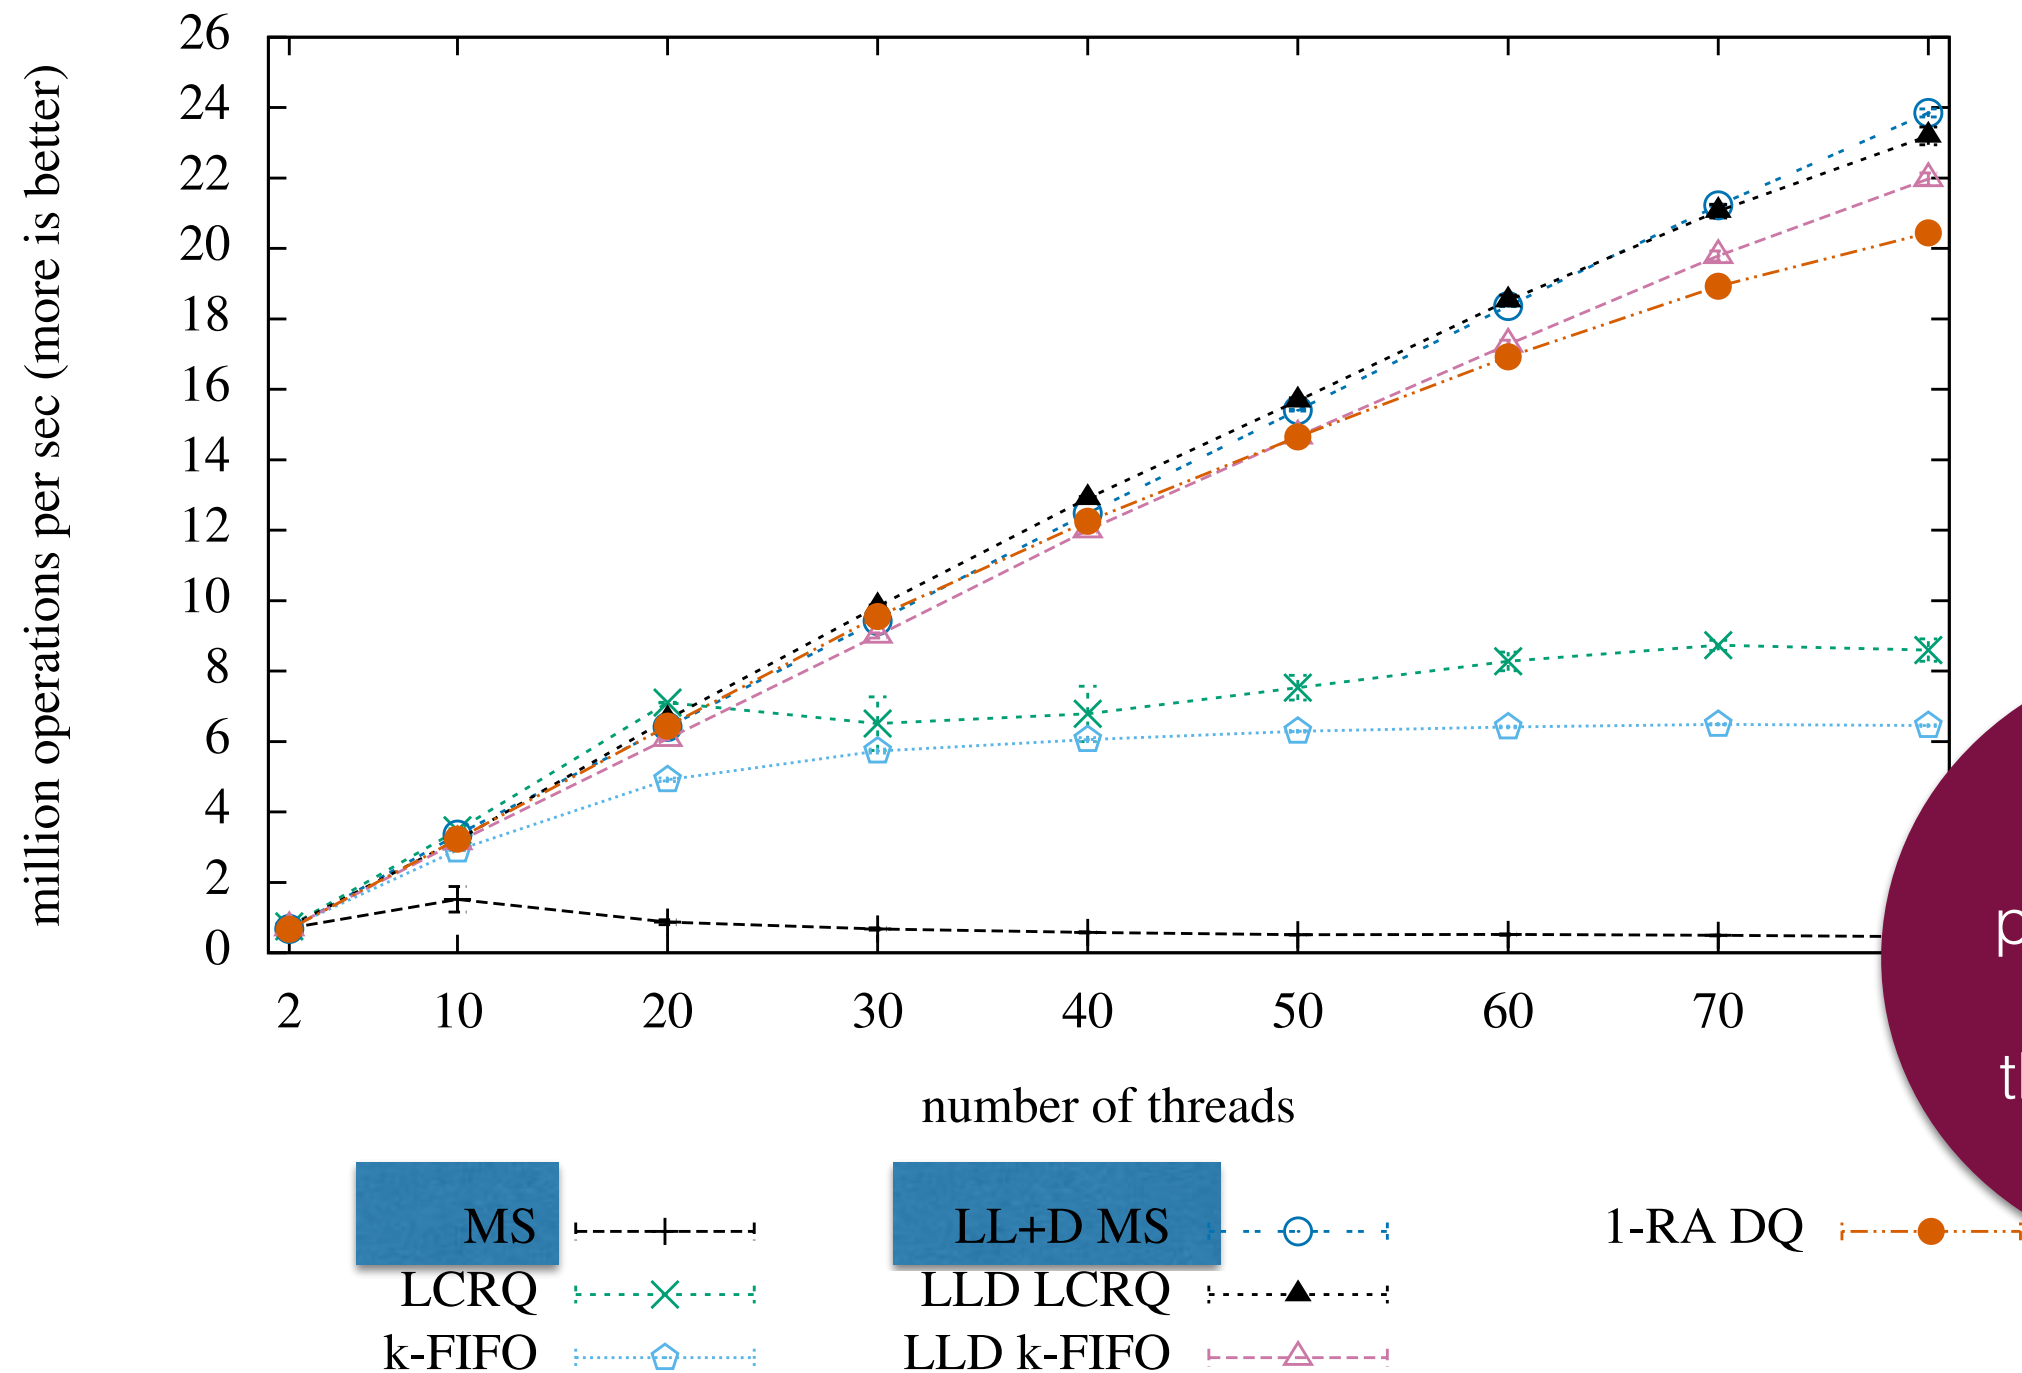 million operations per sec (more is better)
26
24
22
20
18
16
14
12
10
8
6
4
2
0
2 10 20 30 40 50 60 70
number of threads
MS LL+D MS 1-RA DQ
LCRQ LLD LCRQ
k-FIFO LLD k-FIFO